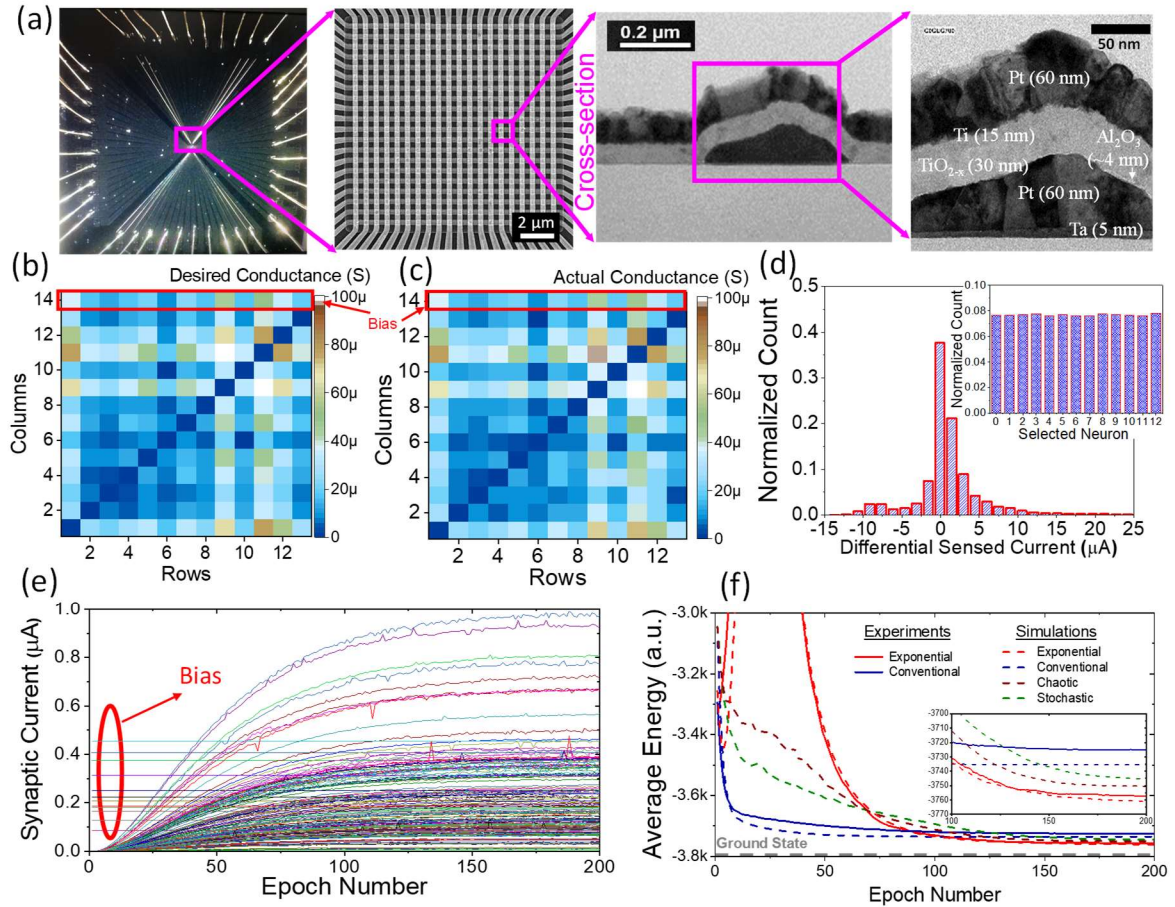 (a)
2 µm
Cross-section
0.2 µm
G0GUG700
50 nm
Pt (60 nm)
Ti (15 nm)
Al2O3
(~4 nm)
TiO2-x (30 nm)
Pt (60 nm)
Ta (5 nm)
(b)
Desired Conductance (S)
14
12
10
8
6
4
2
Columns
2 4 6 8 10 12
Rows
100µ
80µ
60µ
40µ
20µ
0
Bias
(c)
Actual Conductance (S)
14
12
10
8
6
4
2
Columns
2 4 6 8 10 12
Rows
100µ
80µ
60µ
40µ
20µ
0
(d)
Normalized Count
0.5
0.4
0.3
0.2
0.1
0.0
-15 -10 -5 0 5 10 15 20 25
Differential Sensed Current (µA)
Normalized Count
0.10
0.08
0.06
0.04
0.02
0.00
0 1 2 3 4 5 6 7 8 9 10 11 12
Selected Neuron
(e)
Synaptic Current (µA)
1.0
0.8
0.6
0.4
0.2
0.0
Bias
0 50 100 150 200
Epoch Number
(f)
Average Energy (a.u.)
-3.0k
-3.2k
-3.4k
-3.6k
-3.8k
Experiments
Exponential
Conventional
Simulations
Exponential
Conventional
Chaotic
Stochastic
-3700
-3710
-3720
-3730
-3740
-3750
-3760
-3770
100 150 200
Ground State
0 50 100 150 200
Epoch Number